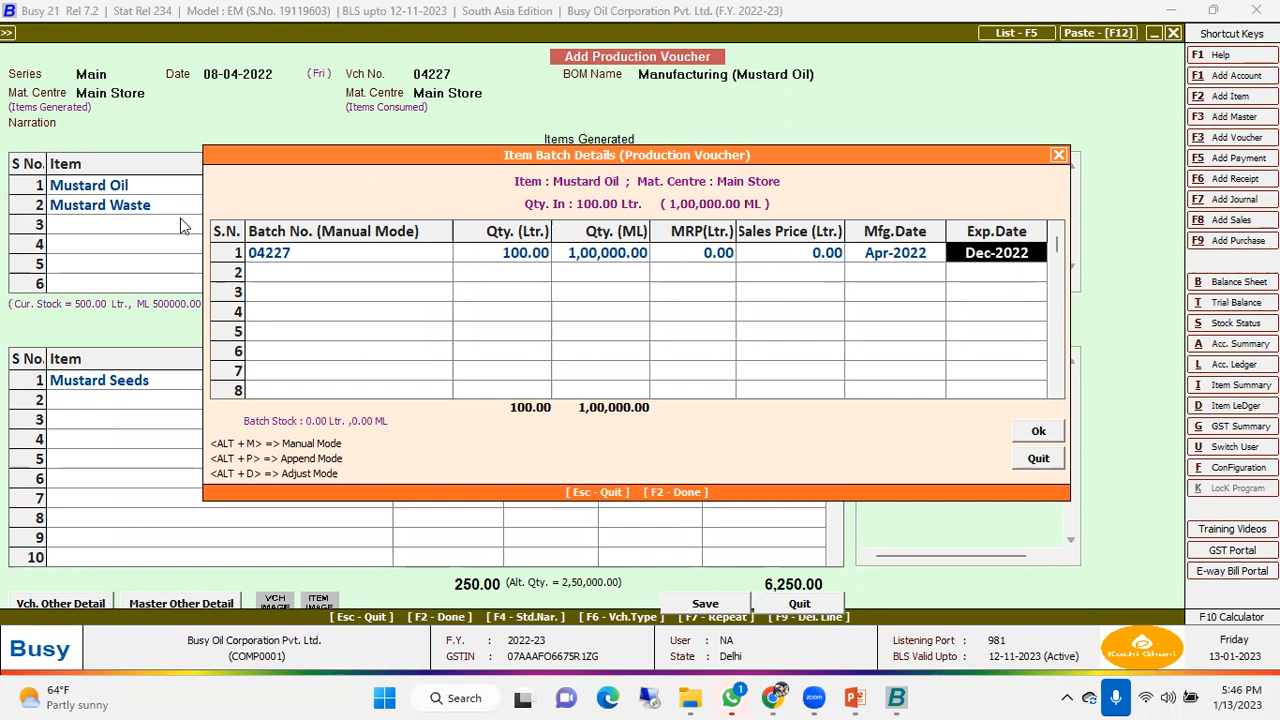 Busy 21 Rel 7.2 | Stat Rel 234 | Model : EM (S.No. 19119603) | BLS upto 12-11-2023 | South Asia Edition | Busy Oil Corporation Pvt. Ltd. (F.Y. 2022-23)
>> List - F5 Paste - [F12]
Shortcut Keys
Add Production Voucher
Series Main Date 08-04-2022 (Fri) Vch No. 04227 BOM Name Manufacturing (Mustard Oil)
Mat. Centre Main Store Mat. Centre Main Store
(Items Generated) (Items Consumed)
Narration
Items Generated
S No. Item
1 Mustard Oil
2 Mustard Waste
3
4
5
6
( Cur. Stock = 500.00 Ltr., ML 500000.00
Item Batch Details (Production Voucher)
Item : Mustard Oil ; Mat. Centre : Main Store
Qty. In : 100.00 Ltr. ( 1,00,000.00 ML )
S.N. Batch No. (Manual Mode) Qty. (Ltr.) Qty. (ML) MRP(Ltr.) Sales Price (Ltr.) Mfg.Date Exp.Date
1 04227 100.00 1,00,000.00 0.00 0.00 Apr-2022 Dec-2022
2
3
4
5
6
7
8
100.00 1,00,000.00
Batch Stock : 0.00 Ltr. ,0.00 ML
<ALT + M> => Manual Mode
<ALT + P> => Append Mode
<ALT + D> => Adjust Mode
Ok
Quit
[ Esc - Quit ] [ F2 - Done ]
S No. Item
1 Mustard Seeds
2
3
4
5
6
7
8
9
10
250.00 (Alt. Qty. = 2,50,000.00) 6,250.00
Vch. Other Detail Master Other Detail VCH IMAGE ITEM IMAGE Save Quit
[ Esc - Quit ] [ F2 - Done ] [ F4 - Std.Nar. ] [ F6 - Vch.Type ] [ F7 - Repeat ] [ F9 - Del. Line ]
F1 Help
F1 Add Account
F2 Add Item
F3 Add Master
F3 Add Voucher
F5 Add Payment
F6 Add Receipt
F7 Add Journal
F8 Add Sales
F9 Add Purchase
B Balance Sheet
T Trial Balance
S Stock Status
A Acc. Summary
L Acc. Ledger
I Item Summary
D Item LeDger
G GST Summary
U Switch User
F ConFiguration
K LocK Program
Training Videos
GST Portal
E-way Bill Portal
F10 Calculator
Busy
Busy Oil Corporation Pvt. Ltd.
(COMP0001)
F.Y. : 2022-23
GSTIN : 07AAAFO6675R1ZG
User : NA
State : Delhi
Listening Port : 981
BLS Valid Upto : 12-11-2023 (Active)
Kachi Ghani
Friday
13-01-2023
64°F
Partly sunny
Search
1
zoom
5:46 PM
1/13/2023